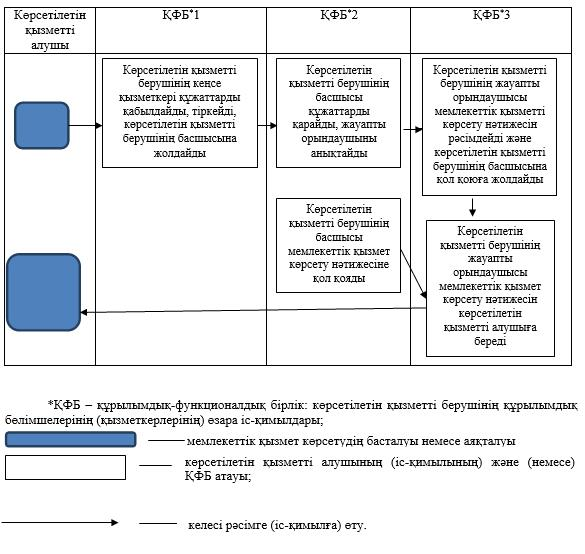 Көрсетілетін
қызметті
алушы
ҚФБ*1
ҚФБ*2
ҚФБ*3
Көрсетілетін қызметті
берушінің кеңсе
қызметкері құжаттарды
қабылдайды, тіркейді,
көрсетілетін қызметті
берушінің басшысына
жолдайды
Көрсетілетін
қызметті берушінің
басшысы
құжаттарды
қарайды, жауапты
орындаушыны
анықтайды
Көрсетілетін қызметті
берушінің жауапты
орындаушысы
мемлекеттік қызметті
көрсету нәтижесін
рәсімдейді және
көрсетілетін қызметті
берушінің басшысына
қол қоюға жолдайды
Көрсетілетін
қызметті берушінің
басшысы
мемлекеттік қызмет
көрсету нәтижесіне
қол қояды
Көрсетілетін
қызметті берушінің
жауапты
орындаушысы
мемлекеттік қызмет
көрсету нәтижесін
көрсетілетін
қызметті алушыға
береді
*ҚФБ – құрылымдық-функционалдық бірлік: көрсетілетін қызметті берушінің құрылымдық
бөлімшелерінің (қызметкерлерінің) өзара іс-қимылдары;
мемлекеттік қызмет көрсетудің басталуы немесе аяқталуы
көрсетілетін қызметті алушының (іс-қимылының) және (немесе)
ҚФБ атауы;
келесі рәсімге (іс-қимылға) өту.